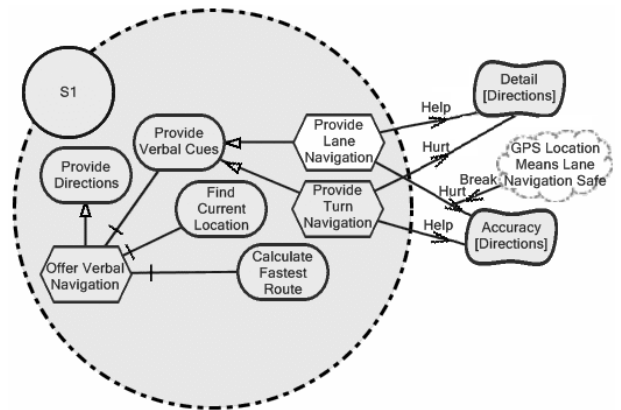 S1
Provide
Directions
Provide
Verbal Cues
Find
Current
Location
Offer Verbal
Navigation
Calculate
Fastest
Route
Provide
Lane
Navigation
Provide
Turn
Navigation
Help
Hurt
Hurt
Break
Help
Detail
[Directions]
GPS Location
Means Lane
Navigation Safe
Accuracy
[Directions]